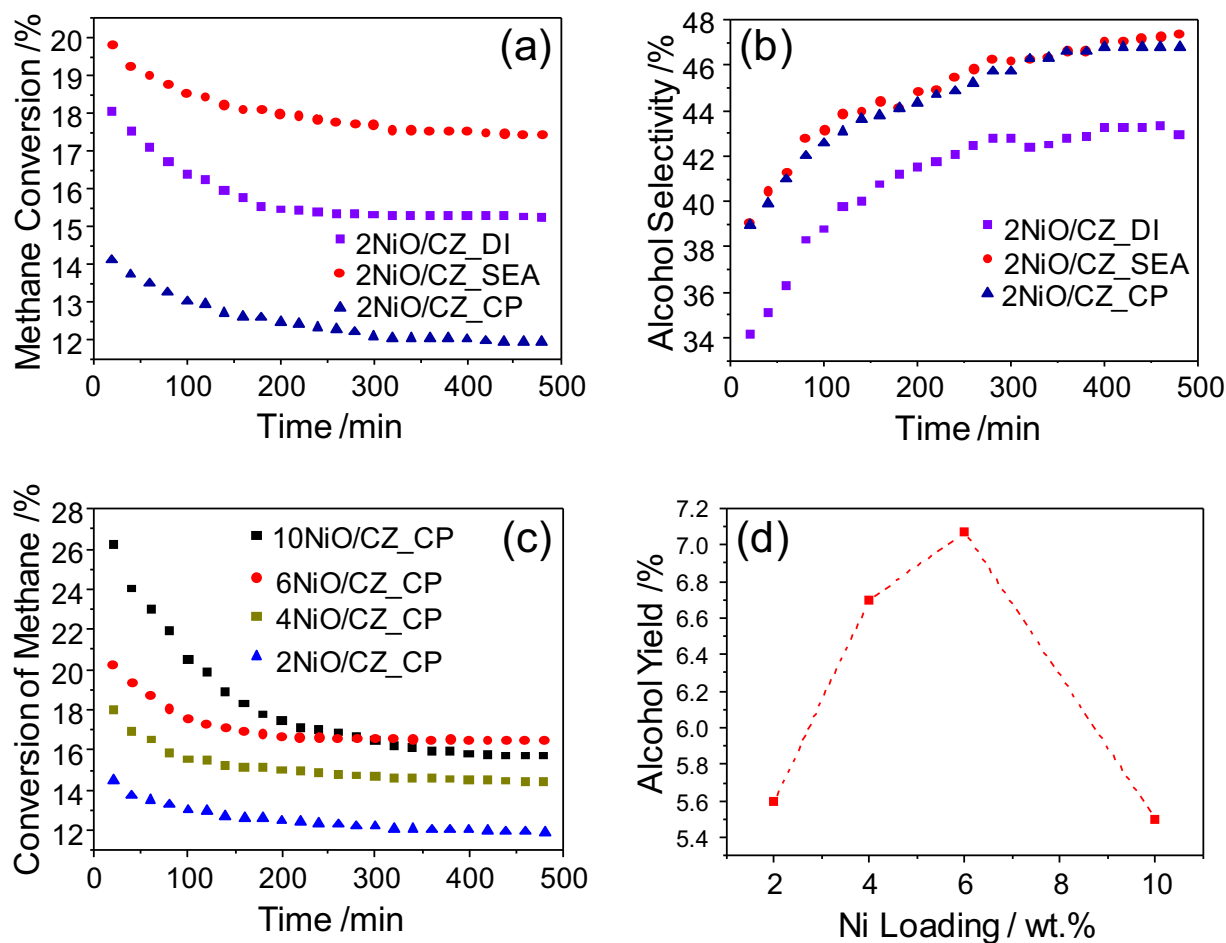 (a)
Methane Conversion /%
20
19
18
17
16
15
14
13
12
2NiO/CZ_DI
2NiO/CZ_SEA
2NiO/CZ_CP
0 100 200 300 400 500
Time /min
(b)
Alcohol Selectivity /%
48
46
44
42
40
38
36
34
2NiO/CZ_DI
2NiO/CZ_SEA
2NiO/CZ_CP
0 100 200 300 400 500
Time /min
(c)
Conversion of Methane /%
28
26
24
22
20
18
16
14
12
10NiO/CZ_CP
6NiO/CZ_CP
4NiO/CZ_CP
2NiO/CZ_CP
0 100 200 300 400 500
Time /min
(d)
Alcohol Yield /%
7.2
7.0
6.8
6.6
6.4
6.2
6.0
5.8
5.6
5.4
2 4 6 8 10
Ni Loading / wt.%